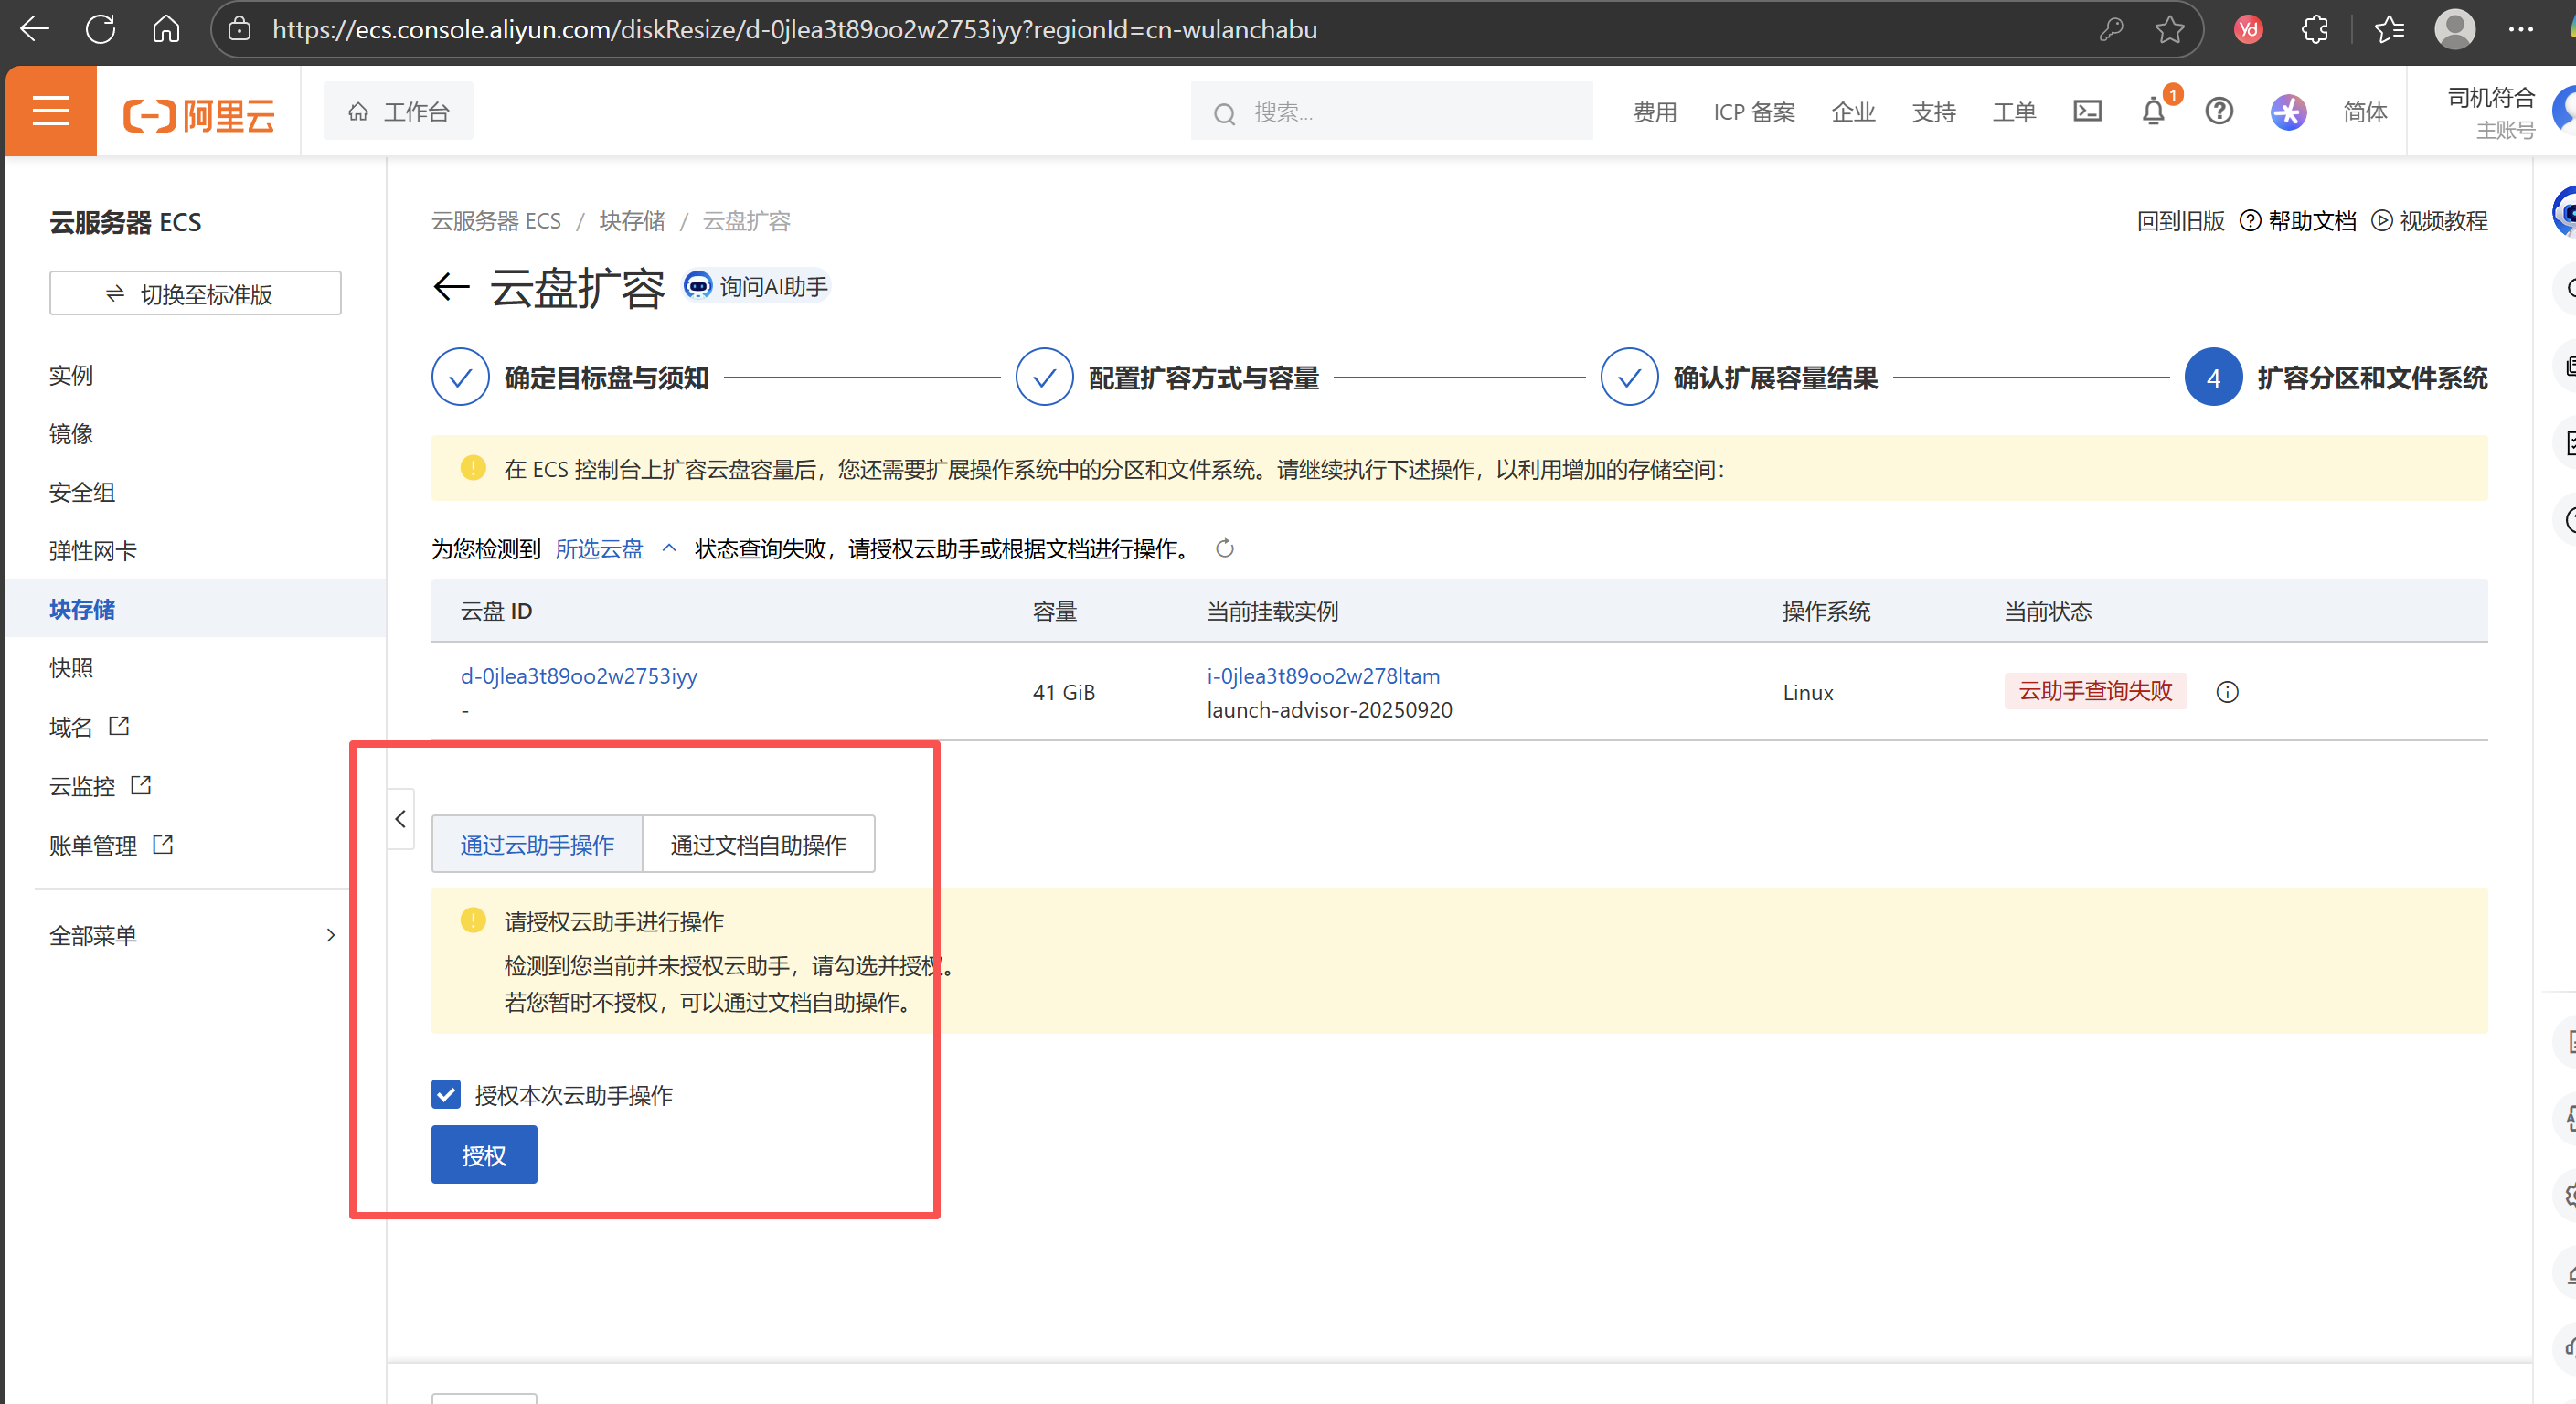 https://ecs.console.aliyun.com/diskResize/d-0jlea3t89oo2w2753iyy?regionId=cn-wulanchabu
阿里云
工作台
搜索...
费用
ICP 备案
企业
支持
工单
1
简体
司机符合
主账号
云服务器 ECS
切换至标准版
实例
镜像
安全组
弹性网卡
块存储
快照
域名
云监控
账单管理
全部菜单
云服务器 ECS / 块存储 / 云盘扩容
回到旧版 帮助文档 视频教程
云盘扩容 询问AI助手
确定目标盘与须知
配置扩容方式与容量
确认扩展容量结果
4 扩容分区和文件系统
在 ECS 控制台上扩容云盘容量后，您还需要扩展操作系统中的分区和文件系统。请继续执行下述操作，以利用增加的存储空间：
为您检测到 所选云盘 状态查询失败，请授权云助手或根据文档进行操作。
云盘 ID 容量 当前挂载实例 操作系统 当前状态
d-0jlea3t89oo2w2753iyy
-
41 GiB
i-0jlea3t89oo2w278ltam
launch-advisor-20250920
Linux
云助手查询失败
通过云助手操作 通过文档自助操作
请授权云助手进行操作
检测到您当前并未授权云助手，请勾选并授权。
若您暂时不授权，可以通过文档自助操作。
授权本次云助手操作
授权